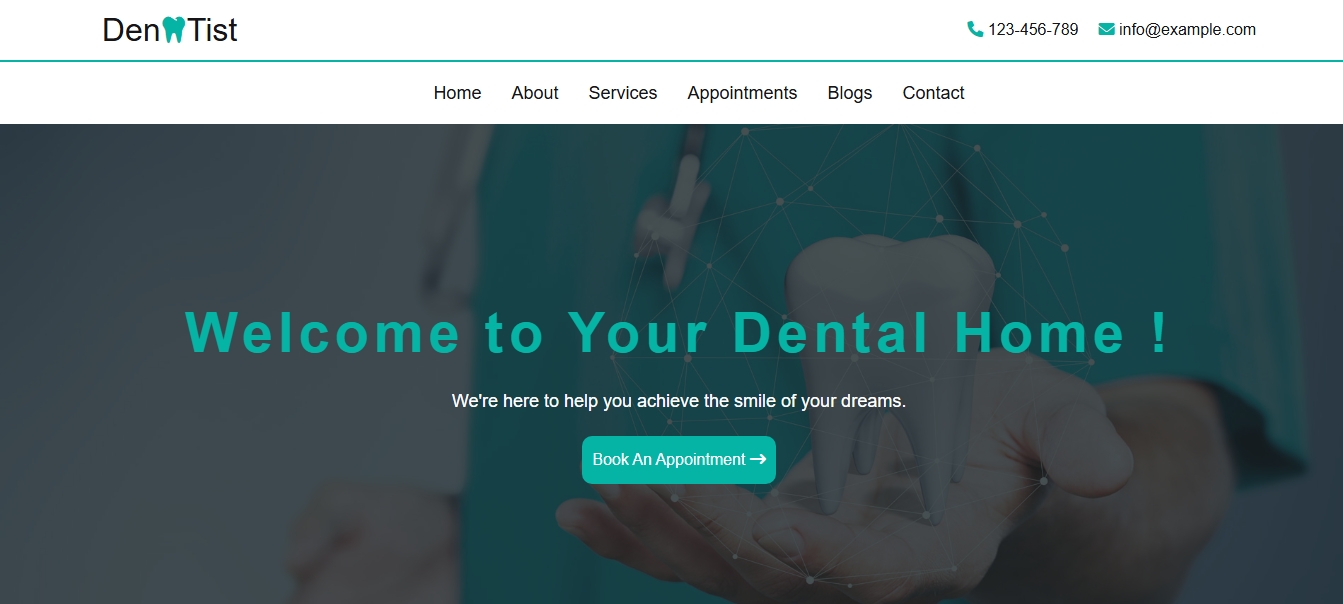 DenTist
123-456-789 info@example.com
Home About Services Appointments Blogs Contact
Welcome to Your Dental Home !
We're here to help you achieve the smile of your dreams.
Book An Appointment →